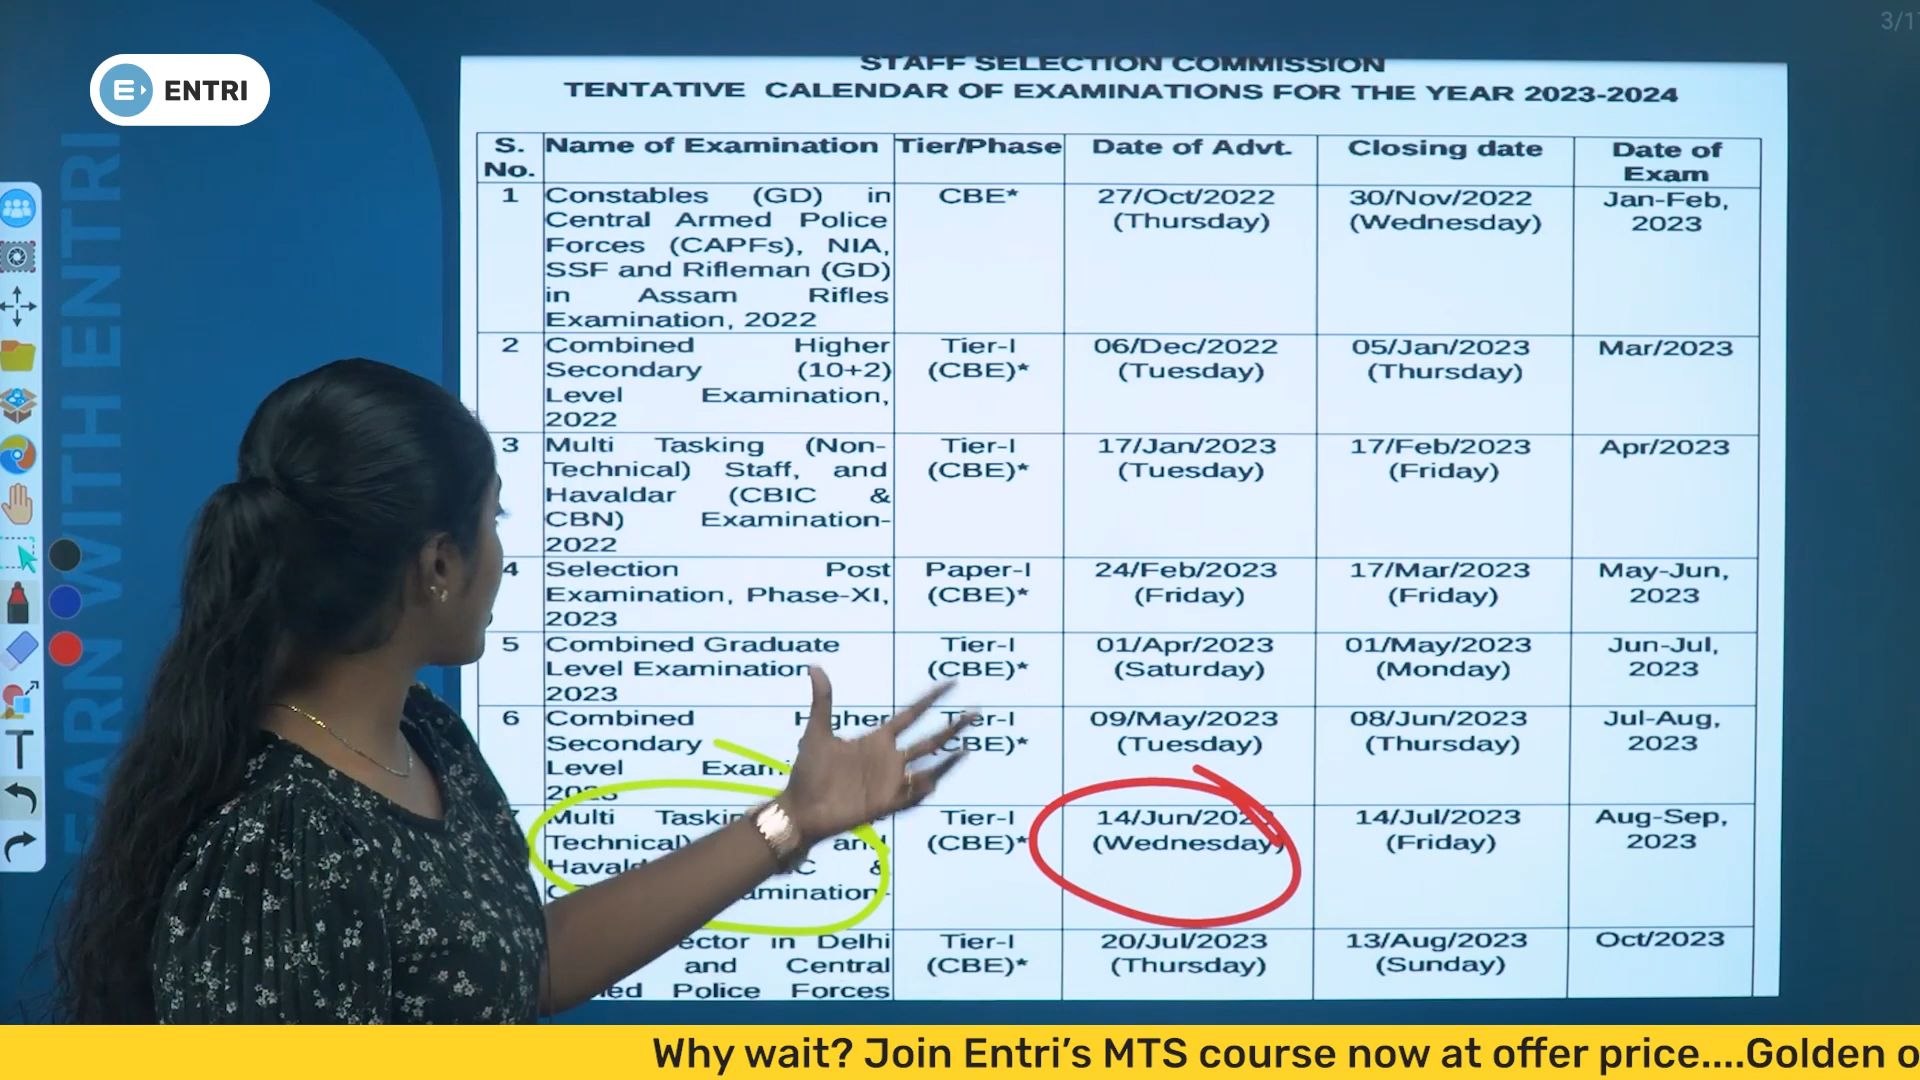 3/1
ENTRI
EARN WITH ENTRI
STAFF SELECTION COMMISSION
TENTATIVE CALENDAR OF EXAMINATIONS FOR THE YEAR 2023-2024
S. No. Name of Examination Tier/Phase Date of Advt. Closing date Date of Exam
1 Constables (GD) in CBE* 27/Oct/2022 30/Nov/2022 Jan-Feb,
Central Armed Police (Thursday) (Wednesday) 2023
Forces (CAPFs), NIA,
SSF and Rifleman (GD)
in Assam Rifles
Examination, 2022
2 Combined Higher Tier-I 06/Dec/2022 05/Jan/2023 Mar/2023
Secondary (10+2) (CBE)* (Tuesday) (Thursday)
Level Examination,
2022
3 Multi Tasking (Non- Tier-I 17/Jan/2023 17/Feb/2023 Apr/2023
Technical) Staff, and (CBE)* (Tuesday) (Friday)
Havaldar (CBIC &
CBN) Examination-
2022
4 Selection Post Paper-I 24/Feb/2023 17/Mar/2023 May-Jun,
Examination, Phase-XI, (CBE)* (Friday) (Friday) 2023
2023
5 Combined Graduate Tier-I 01/Apr/2023 01/May/2023 Jun-Jul,
Level Examination (CBE)* (Saturday) (Monday) 2023
2023
6 Combined Higher Tier-I 09/May/2023 08/Jun/2023 Jul-Aug,
Secondary (CBE)* (Tuesday) (Thursday) 2023
Level
2023
Multi Tier-I 14/Jun/202 14/Jul/2023 Aug-Sep,
Technical) and (CBE)* (Wednesday) (Friday) 2023
&
in Delhi Tier-I 20/Jul/2023 13/Aug/2023 Oct/2023
and Central (CBE)* (Thursday) (Sunday)
Police Forces
T
Why wait? Join Entri's MTS course now at offer price....Golden o